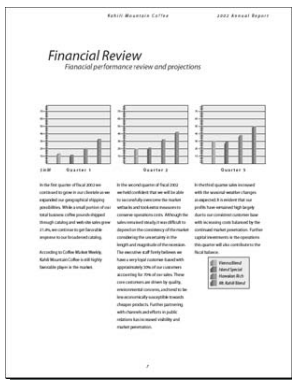 Kahili Mountain Coffee 2002 Annual Report
Financial Review
Fianacial performance review and projections
20M Quarter 1 Quarter 2 Quarter 3
In the first quarter of fiscal 2002 we
continued to grow in our clientele as we
expanded our geographical shipping
possibilities. While a small portion of our
total business coffee pounds shipped
through catalog and web site sales grew
21.4%, we continue to get favorable
response to our broadened catalog.
According to Coffee Market Weekly,
Kahili Mountain Coffee is still highly
favorable player in the market.
In the second quarter of fiscal 2002
we held confident that we will be able
to successfully overcome the market
setbacks and took extra measures to
conserve operations costs. Although the
sales remained steady it was difficult to
depend on the consistency of the market
considering the uncertainty in the
length and magnitude of the recession.
The executive staff firmly believes we
have a very loyal customer based with
approximately 50% of our customers
accounting for 70% of our sales. These
core customers are driven by quality,
environmental concerns, and tend to be
less economically susceptible towards
cheaper products. Further partnering
with channels and efforts in public
relations has increased visibility and
market penetration.
In the third quarter sales increased
with the seasonal weather changes
as expected. It is evident that our
profits have remained high largely
due to our consistent customer base
with increasing costs balanced by the
continued market penetration. Further
capital investments in the operations
this quarter will also contribute to the
fiscal balance.
Vienna Blend
Island Special
Hawaiian Rich
Mt. Kahili Blend
7